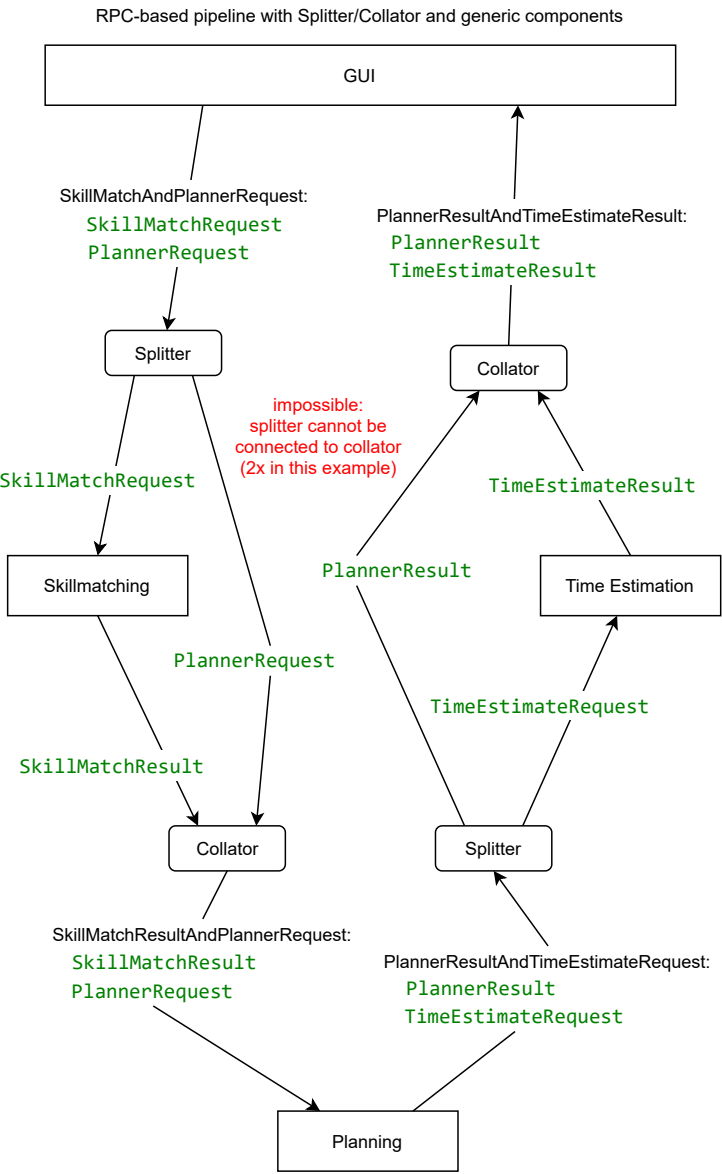 RPC-based pipeline with Splitter/Collator and generic components
GUI
SkillMatchAndPlannerRequest:
SkillMatchRequest
PlannerRequest
PlannerResultAndTimeEstimateResult:
PlannerResult
TimeEstimateResult
Splitter
Collator
impossible:
splitter cannot be
connected to collator
(2x in this example)
SkillMatchRequest
TimeEstimateResult
Skillmatching
PlannerResult
Time Estimation
PlannerRequest
TimeEstimateRequest
SkillMatchResult
Collator
Splitter
SkillMatchResultAndPlannerRequest:
SkillMatchResult
PlannerRequest
PlannerResultAndTimeEstimateRequest:
PlannerResult
TimeEstimateRequest
Planning